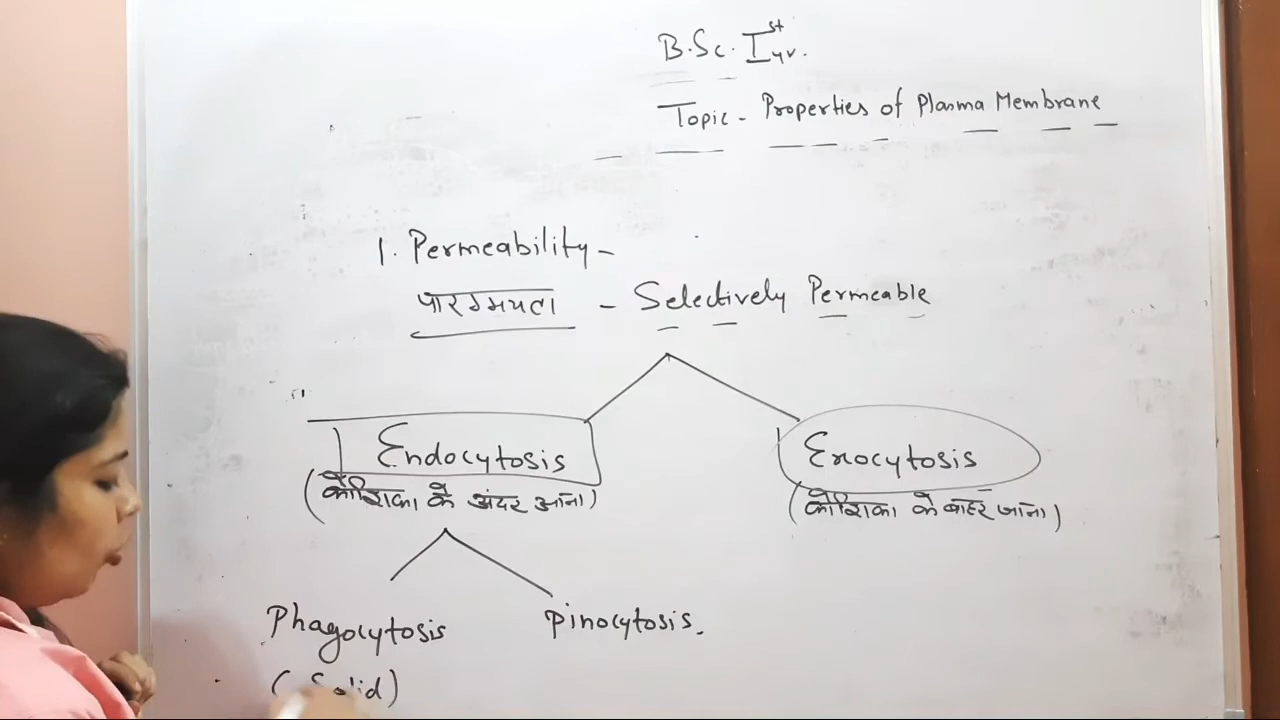 B.Sc. Ist yr.
Topic - Properties of Plasma Membrane
1. Permeability -
पारगम्यता - Selectively Permeable
Endocytosis
Exocytosis
(कोशिका के अंदर आना)
(कोशिका के बाहर जाना)
Phagocytosis
Pinocytosis.
(Solid)